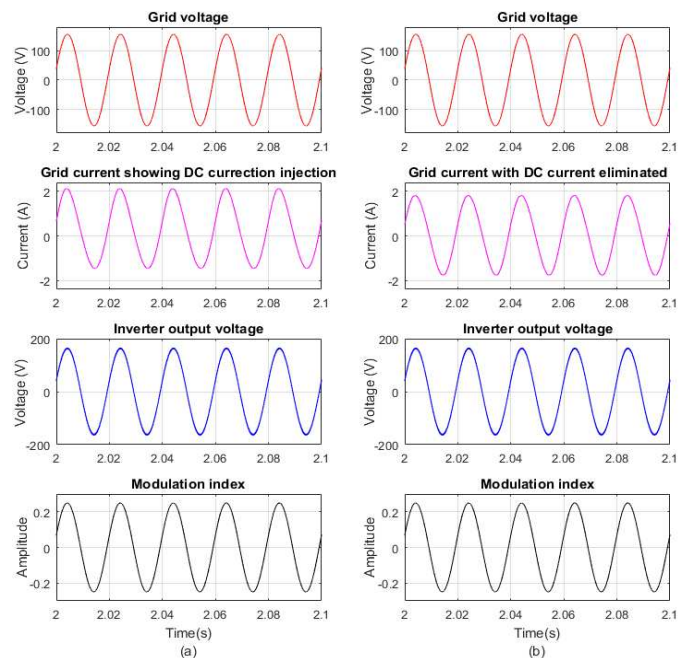 Grid voltage
Voltage (V)
100
0
-100
2 2.02 2.04 2.06 2.08 2.1
Grid current showing DC currection injection
Current (A)
2
0
-2
2 2.02 2.04 2.06 2.08 2.1
Inverter output voltage
Voltage (V)
200
0
-200
2 2.02 2.04 2.06 2.08 2.1
Modulation index
Amplitude
0.2
0
-0.2
2 2.02 2.04 2.06 2.08 2.1
Time(s)
(a)
Grid voltage
Voltage (V)
100
0
-100
2 2.02 2.04 2.06 2.08 2.1
Grid current with DC current eliminated
Current (A)
2
0
-2
2 2.02 2.04 2.06 2.08 2.1
Inverter output voltage
Voltage (V)
200
0
-200
2 2.02 2.04 2.06 2.08 2.1
Modulation index
Amplitude
0.2
0
-0.2
2 2.02 2.04 2.06 2.08 2.1
Time(s)
(b)